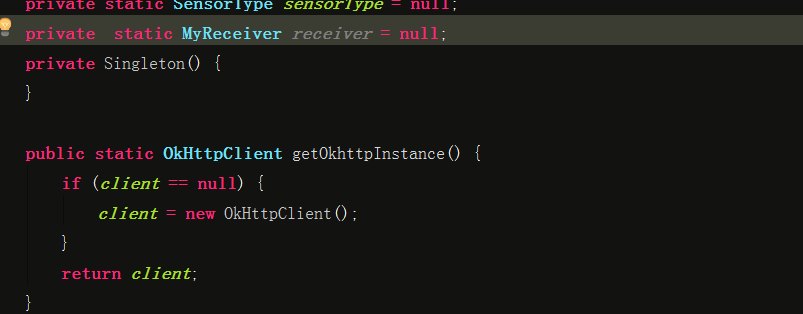 private static SensorType sensorType = null;
private  static MyReceiver receiver = null;
private Singleton() {
}
public static OkHttpClient getOkhttpInstance() {
if (client == null) {
client = new OkHttpClient();
}
return client;
}